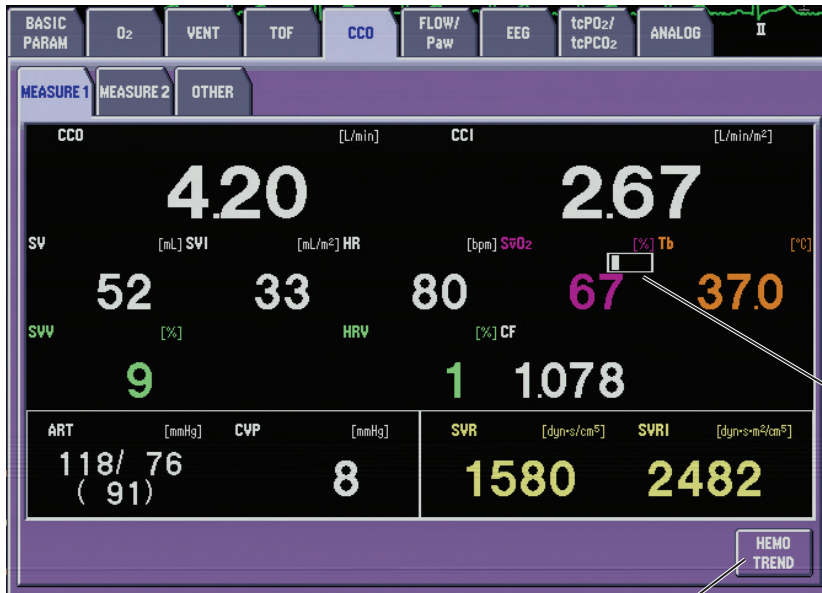 BASIC PARAM O2 VENT TOF CCO FLOW/ Paw EEG tcPO2/ tcPCO2 ANALOG II
MEASURE 1 MEASURE 2 OTHER
CCO [L/min] CCI [L/min/m²]
4.20 2.67
SV [mL] SVI [mL/m²] HR [bpm] Sv̄O2 [%] Tb [°C]
52 33 80 67 37.0
SVV [%] HRV [%] CF
9 1 1.078
ART [mmHg] CVP [mmHg] SVR [dyn·s/cm⁵] SVRI [dyn·s·m²/cm⁵]
118/ 76
( 91) 8 1580 2482
HEMO
TREND